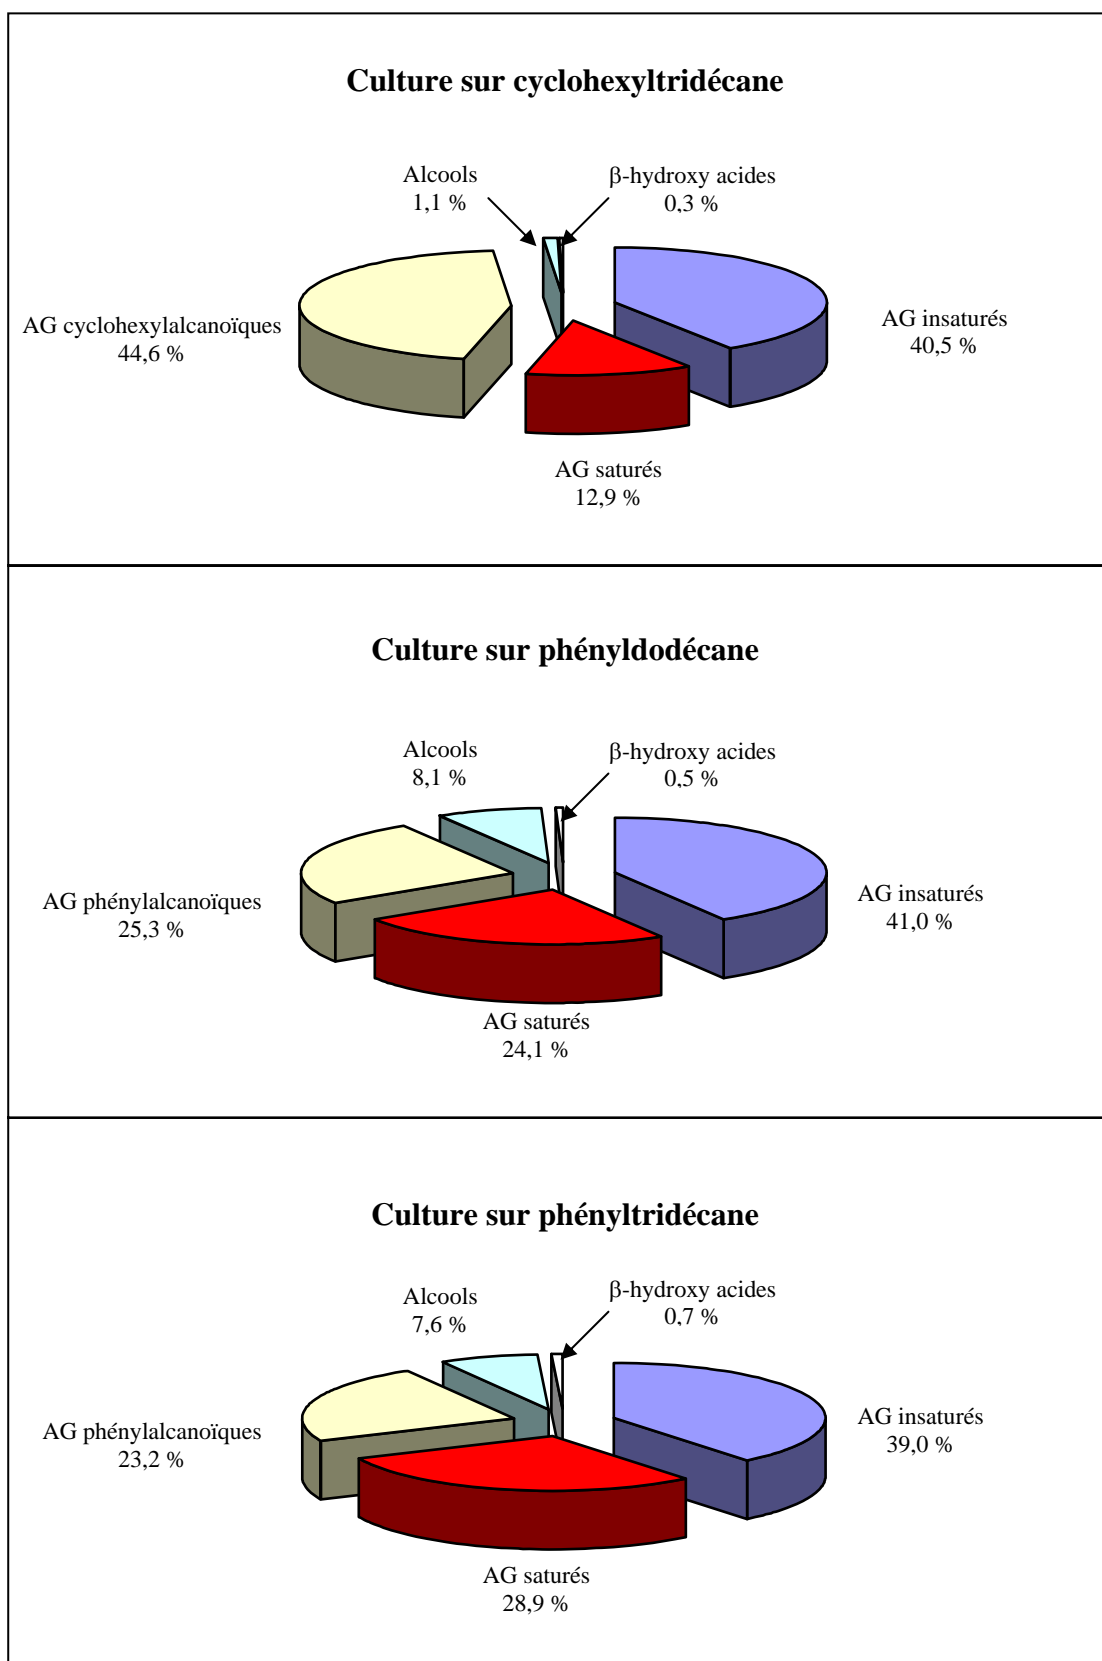 Culture sur cyclohexyltridécane
Alcools
1,1 %
β-hydroxy acides
0,3 %
AG cyclohexylalcanoïques
44,6 %
AG insaturés
40,5 %
AG saturés
12,9 %
Culture sur phényldodécane
Alcools
8,1 %
β-hydroxy acides
0,5 %
AG phénylalcanoïques
25,3 %
AG insaturés
41,0 %
AG saturés
24,1 %
Culture sur phényltridécane
Alcools
7,6 %
β-hydroxy acides
0,7 %
AG phénylalcanoïques
23,2 %
AG insaturés
39,0 %
AG saturés
28,9 %